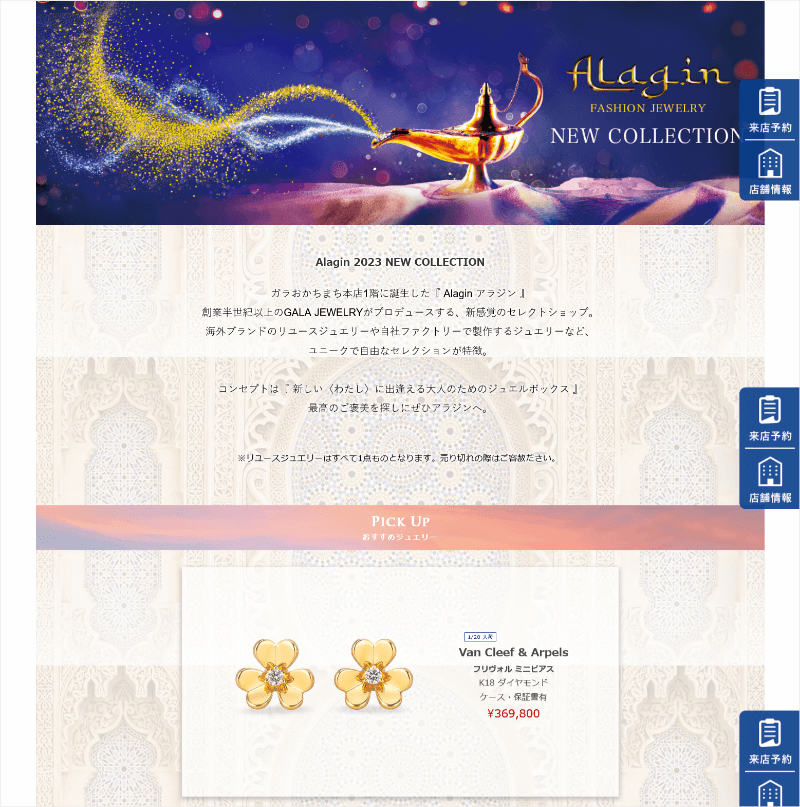 Alagin
FASHION JEWELRY
NEW COLLECTION
来店予約
店舗情報
Alagin 2023 NEW COLLECTION
ガラおかちまち本店1階に誕生した『 Alagin アラジン 』
創業半世紀以上のGALA JEWELRYがプロデュースする、新感覚のセレクトショップ。
海外ブランドのリユースジュエリーや自社ファクトリーで製作するジュエリーなど、
ユニークで自由なセレクションが特徴。
コンセプトは『 新しい〈わたし〉に出逢える大人のためのジュエルボックス 』
最高のご褒美を探しにぜひアラジンへ。
来店予約
店舗情報
※リユースジュエリーはすべて1点ものとなります。売り切れの際はご容赦ください。
PICK UP
おすすめジュエリー
1/20 入荷
Van Cleef & Arpels
フリヴォル ミニピアス
K18 ダイヤモンド
ケース・保証書有
¥369,800
来店予約